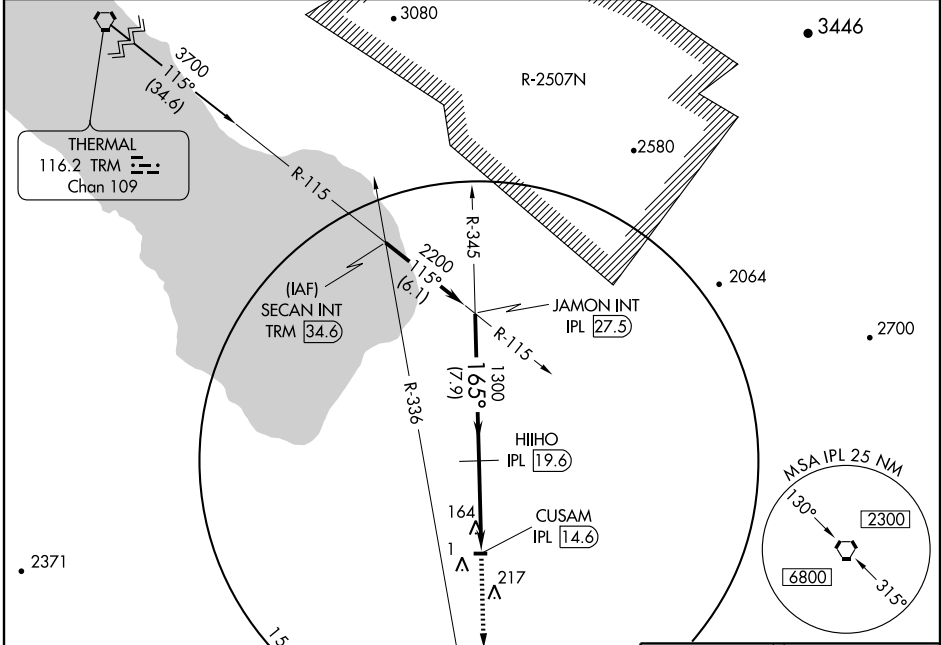 3080
3446
3700
115°
(34.6)
R-2507N
THERMAL
116.2 TRM
Chan 109
2580
R-115
R-345
2200
115°
(6.1)
(IAF)
SECAN INT
TRM 34.6
JAMON INT
IPL 27.5
2064
R-115
2700
1300
165°
(7.9)
R-336
HIIHO
IPL 19.6
MSA IPL 25 NM
130°
2300
6800
315°
164
CUSAM
IPL 14.6
1
217
2371
15